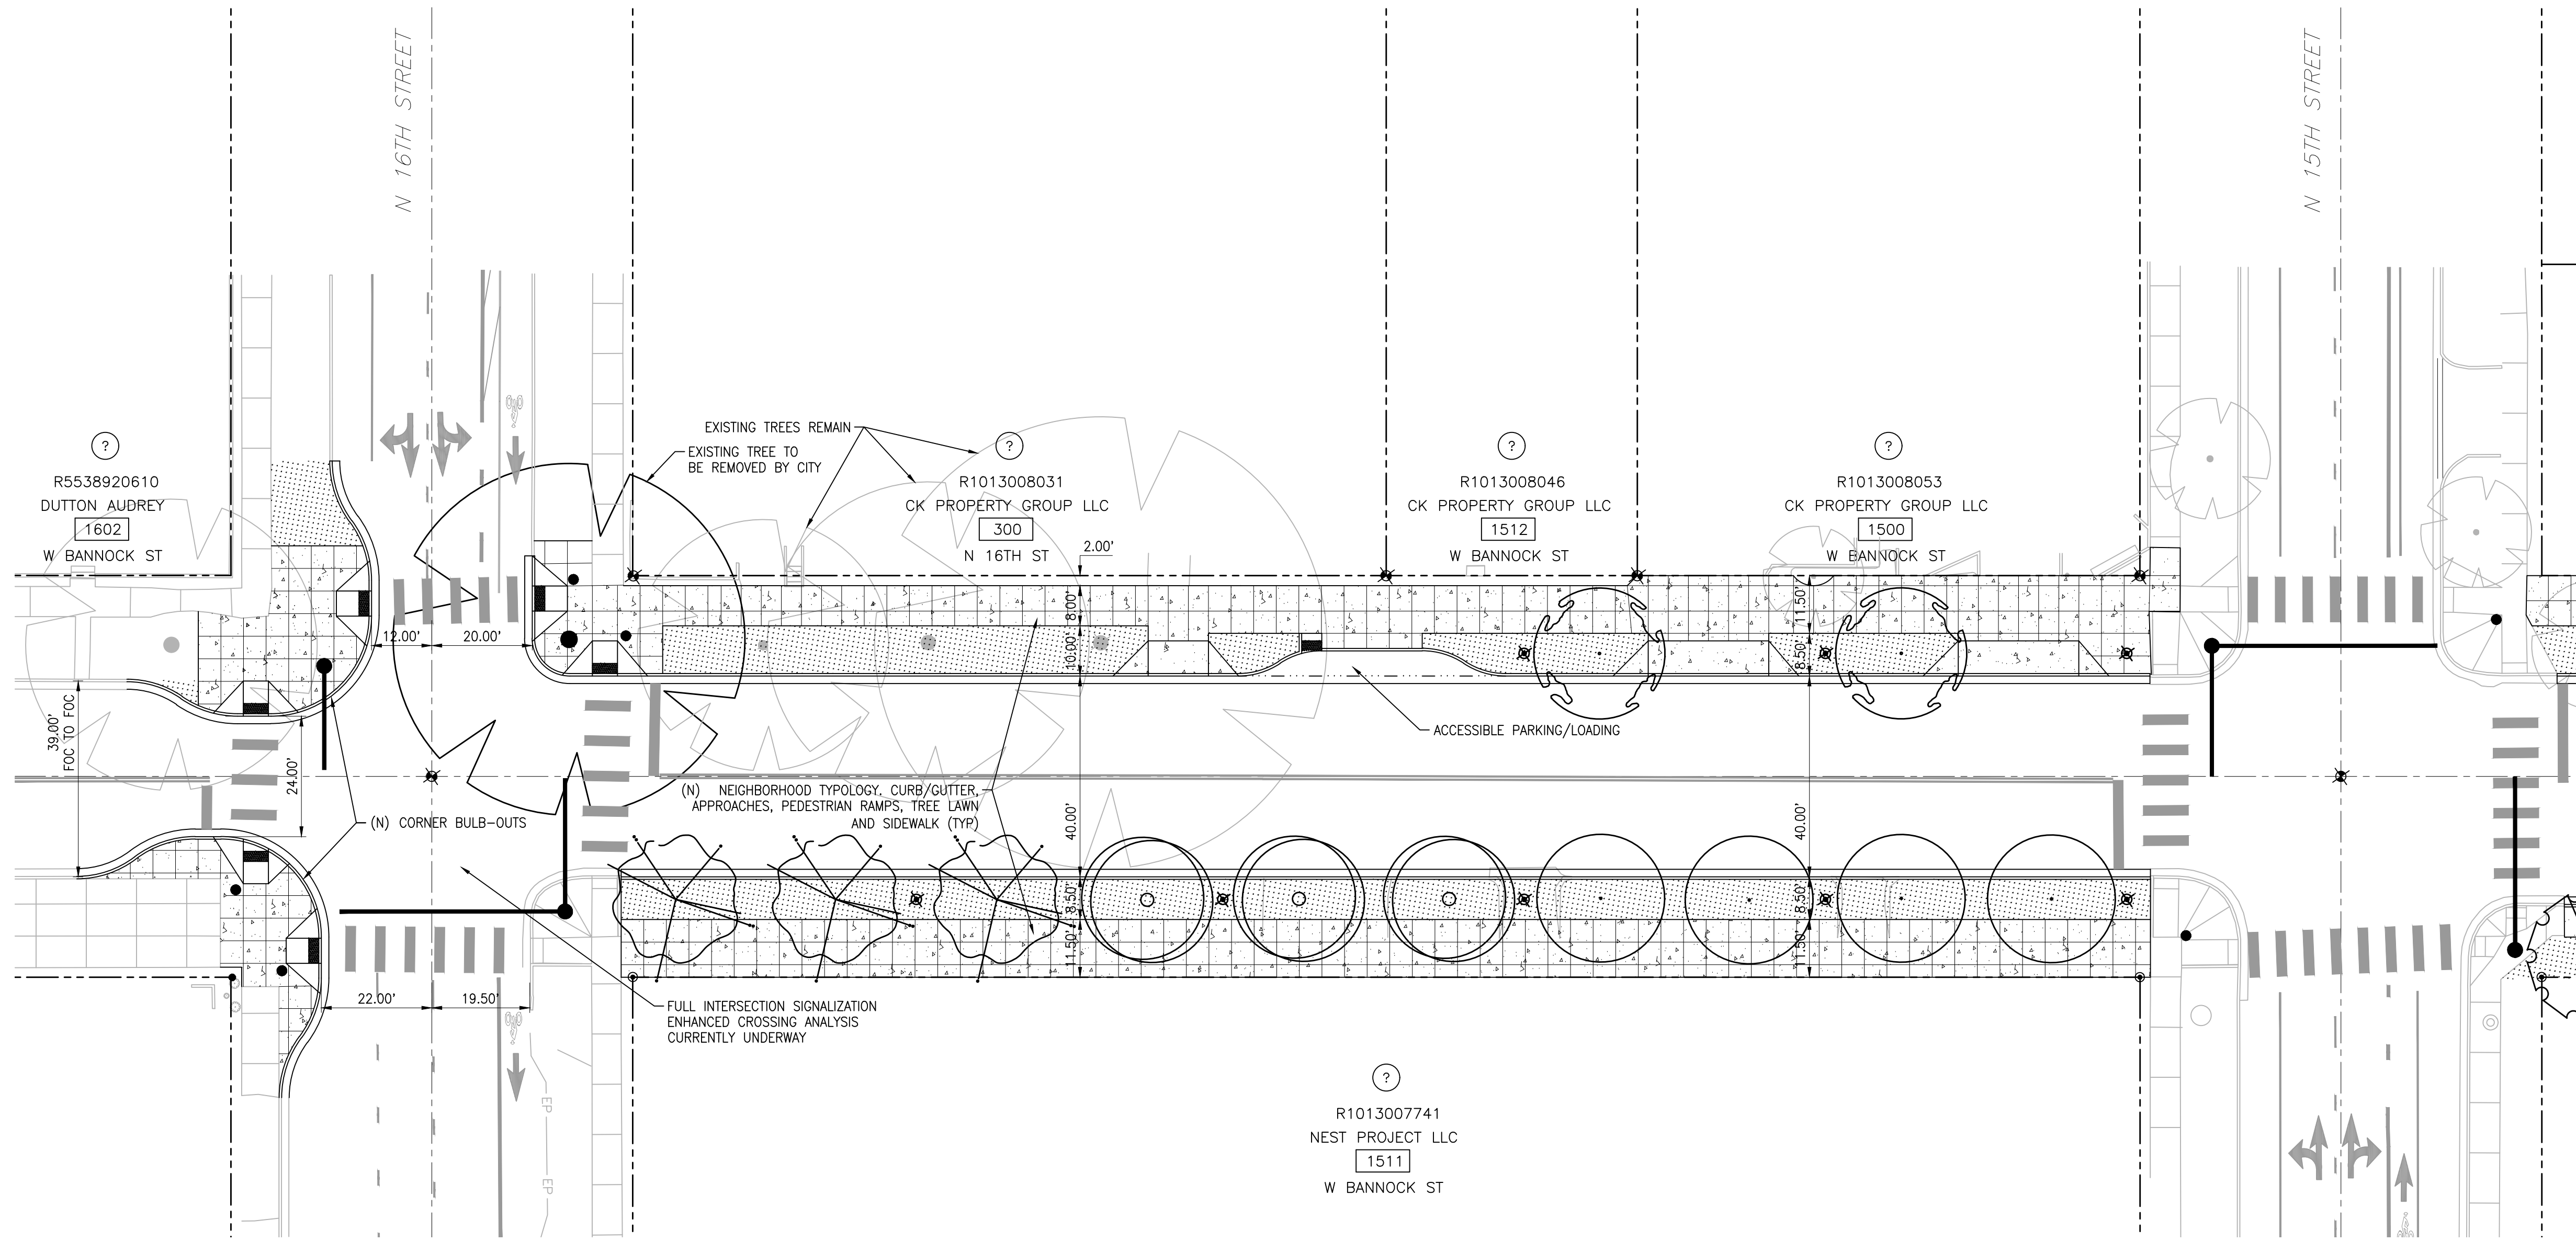 N 16TH STREET
N 15TH STREET
EXISTING TREES REMAIN
EXISTING TREE TO
BE REMOVED BY CITY
?
R5538920610
DUTTON AUDREY
1602
W BANNOCK ST
?
R1013008031
CK PROPERTY GROUP LLC
300
N 16TH ST
?
R1013008046
CK PROPERTY GROUP LLC
1512
W BANNOCK ST
?
R1013008053
CK PROPERTY GROUP LLC
1500
W BANNOCK ST
2.00'
8.00'
10.00'
11.50'
8.50'
12.00'
20.00'
39.00'
FOC TO FOC
24.00'
ACCESSIBLE PARKING/LOADING
(N) NEIGHBORHOOD TYPOLOGY. CURB/GUTTER,
APPROACHES, PEDESTRIAN RAMPS, TREE LAWN
AND SIDEWALK (TYP)
(N) CORNER BULB-OUTS
40.00'
40.00'
8.50'
11.50'
8.50'
11.50'
22.00'
19.50'
FULL INTERSECTION SIGNALIZATION
ENHANCED CROSSING ANALYSIS
CURRENTLY UNDERWAY
EP
EP
?
R1013007741
NEST PROJECT LLC
1511
W BANNOCK ST